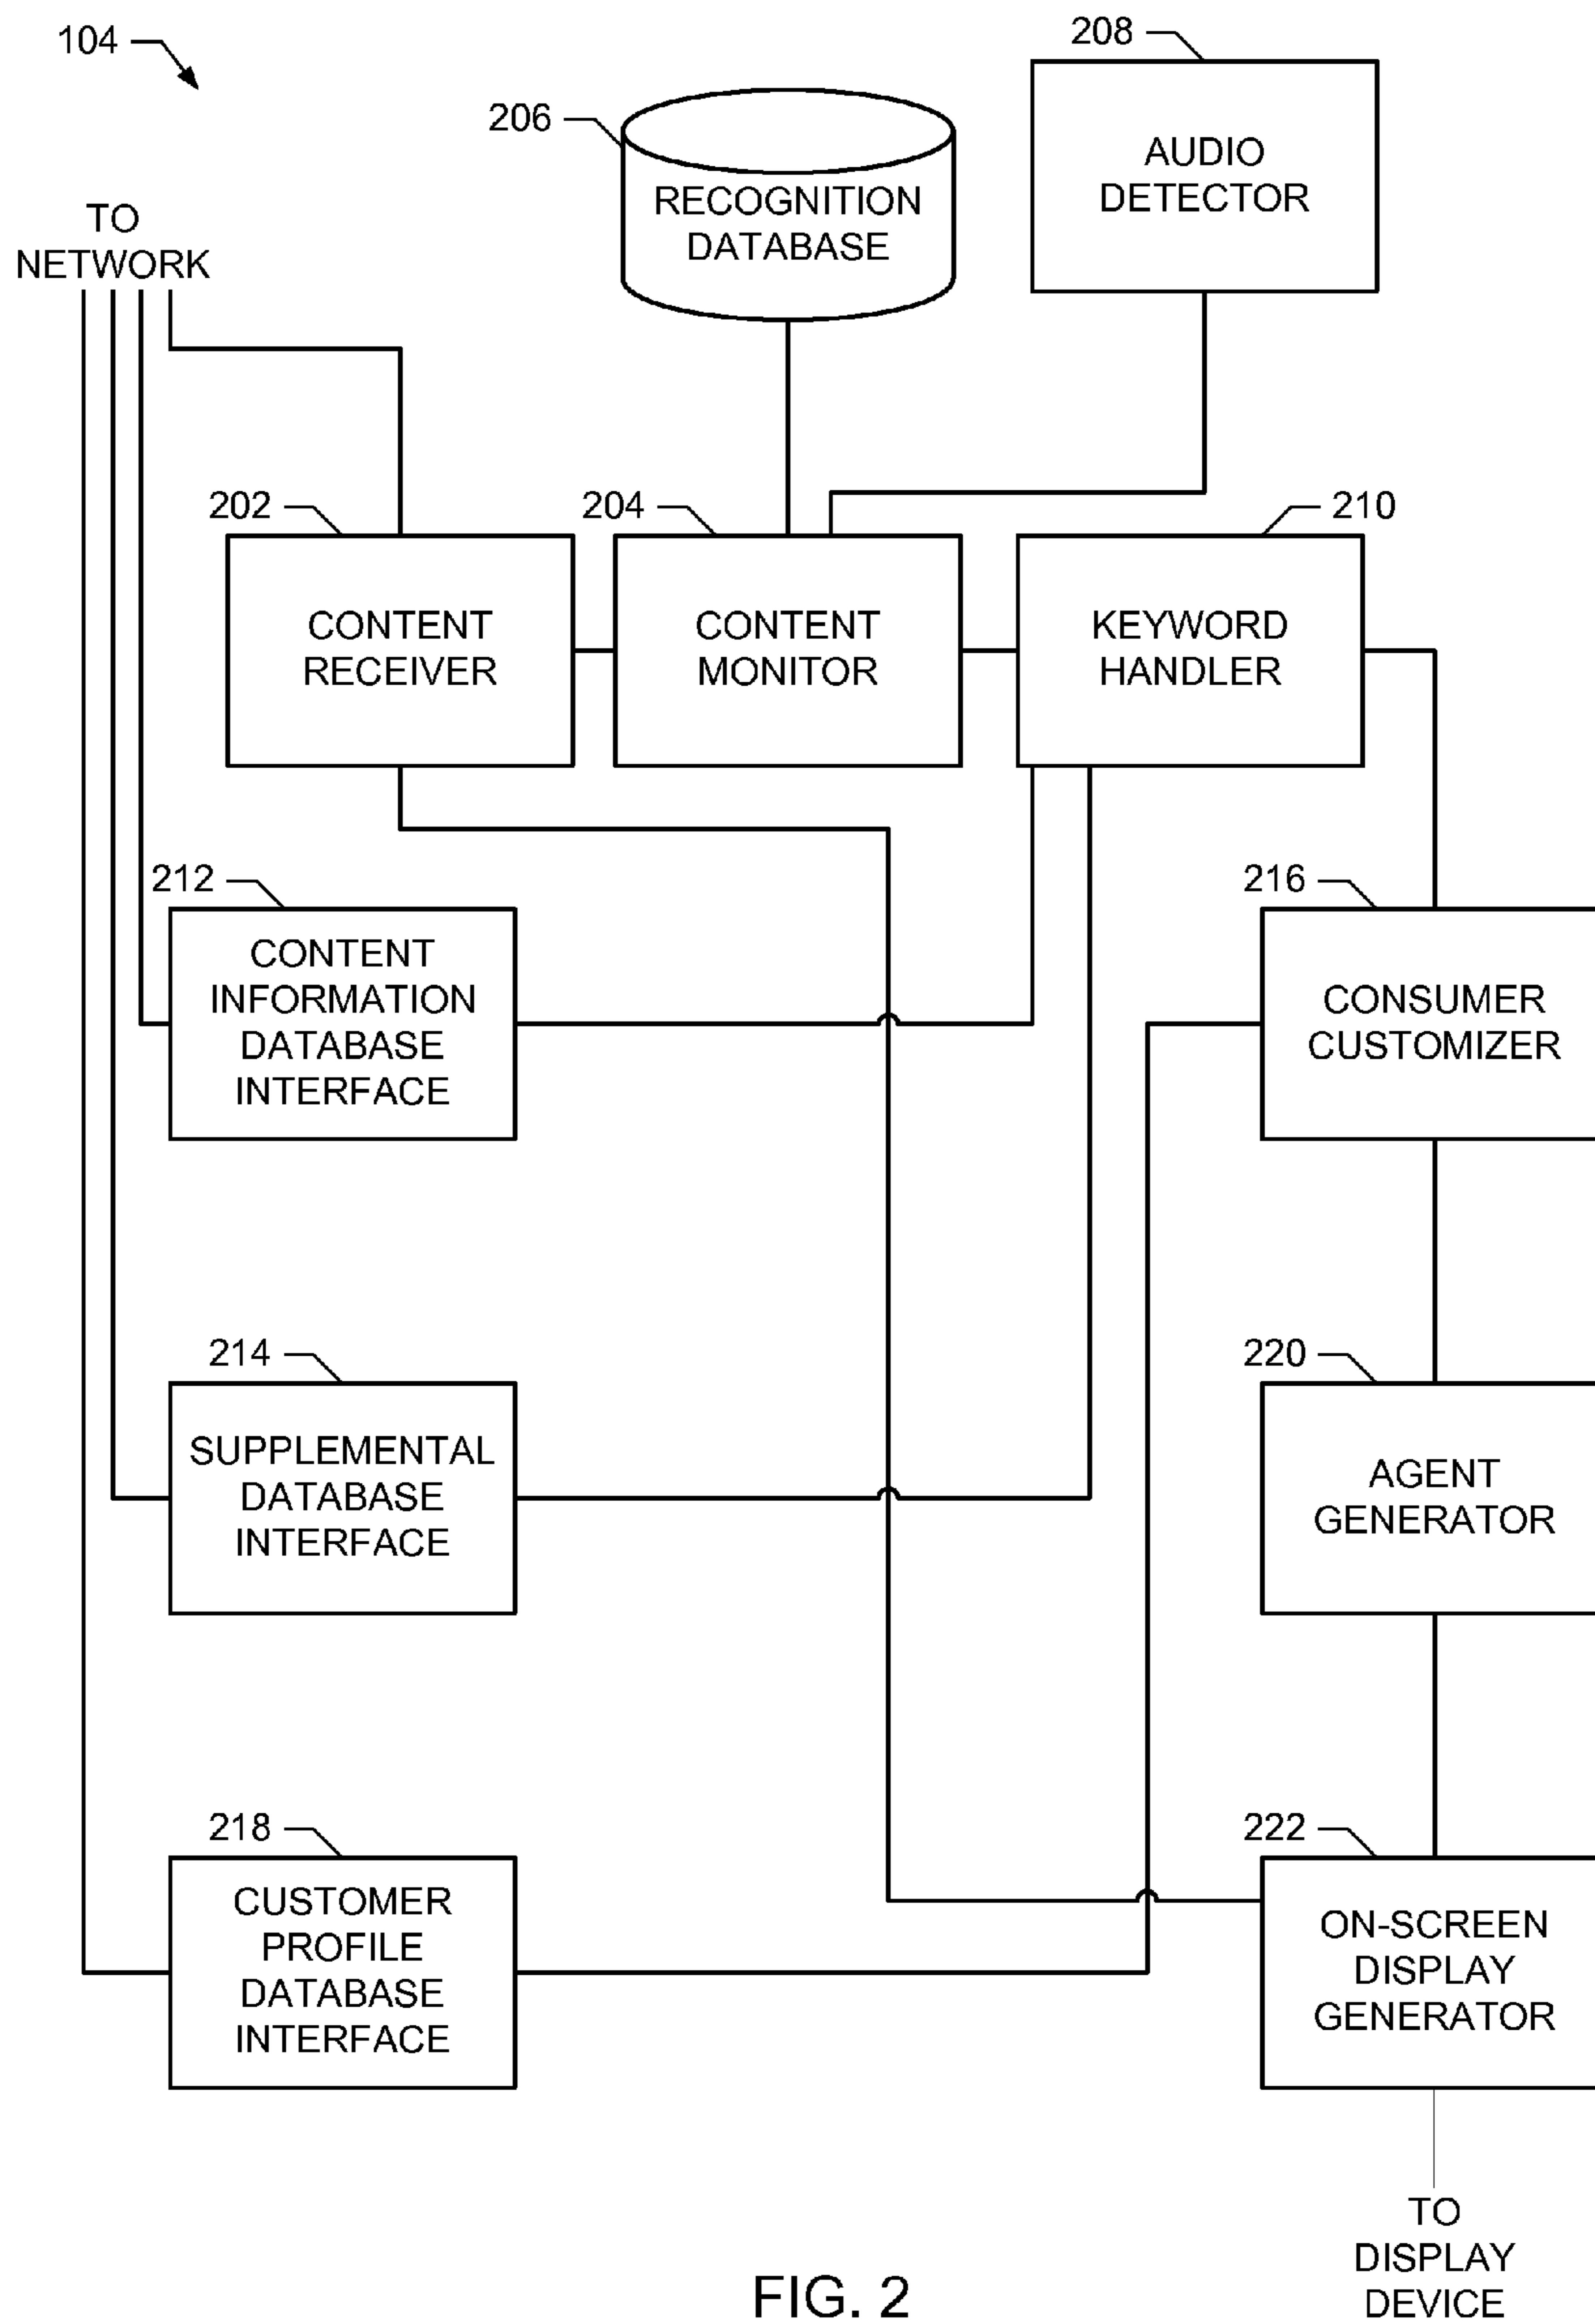 104
208
206
AUDIO
DETECTOR
RECOGNITION
DATABASE
TO
NETWORK
202
204
210
CONTENT
RECEIVER
CONTENT
MONITOR
KEYWORD
HANDLER
212
216
CONTENT
INFORMATION
DATABASE
INTERFACE
CONSUMER
CUSTOMIZER
214
220
SUPPLEMENTAL
DATABASE
INTERFACE
AGENT
GENERATOR
218
222
CUSTOMER
PROFILE
DATABASE
INTERFACE
ON-SCREEN
DISPLAY
GENERATOR
TO
DISPLAY
DEVICE
FIG. 2